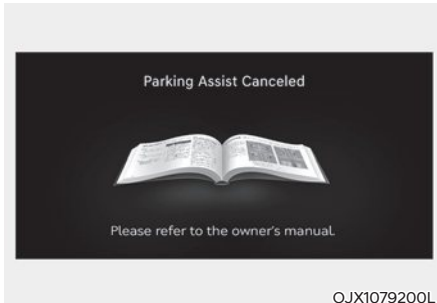 Parking Assist Canceled
Please refer to the owner's manual.
OJX1079200L